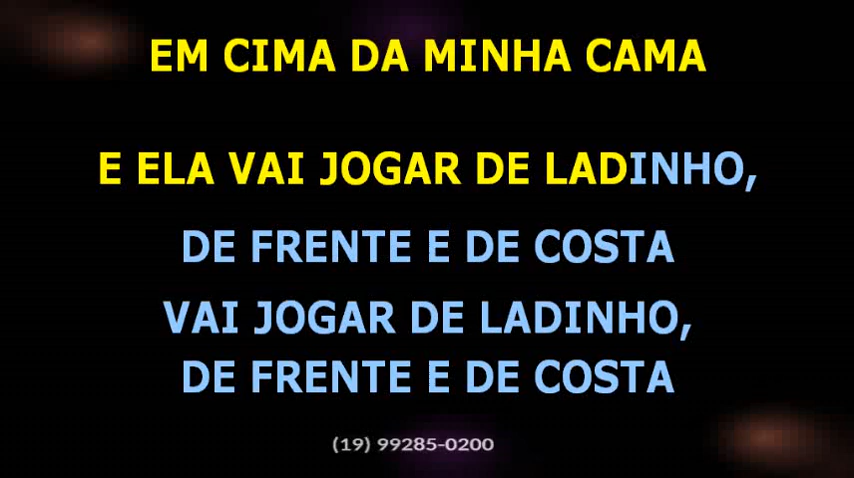 EM CIMA DA MINHA CAMA
E ELA VAI JOGAR DE LADINHO,
DE FRENTE E DE COSTA
VAI JOGAR DE LADINHO,
DE FRENTE E DE COSTA
(19) 99285-0200